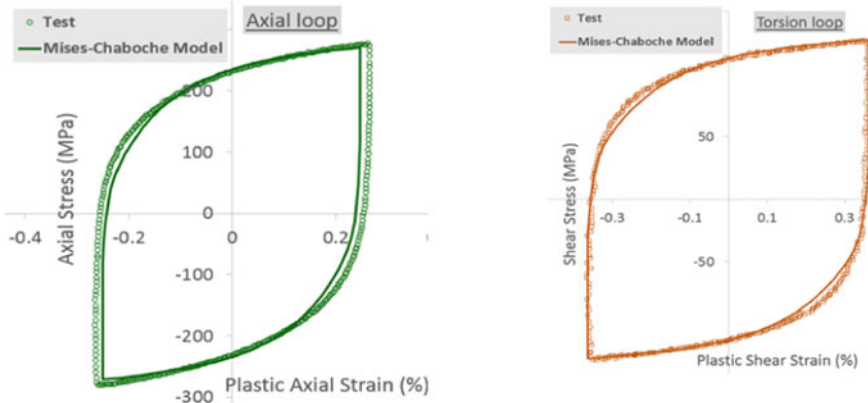 Axial loop
Test
Mises-Chaboche Model
200
100
0
-0.4
-0.2
0
0.2
-100
-200
-300
Axial Stress (MPa)
Plastic Axial Strain (%)
Torsion loop
Test
Mises-Chaboche Model
50
-0.3
-0.1
0.1
0.3
-50
Shear Stress (MPa)
Plastic Shear Strain (%)